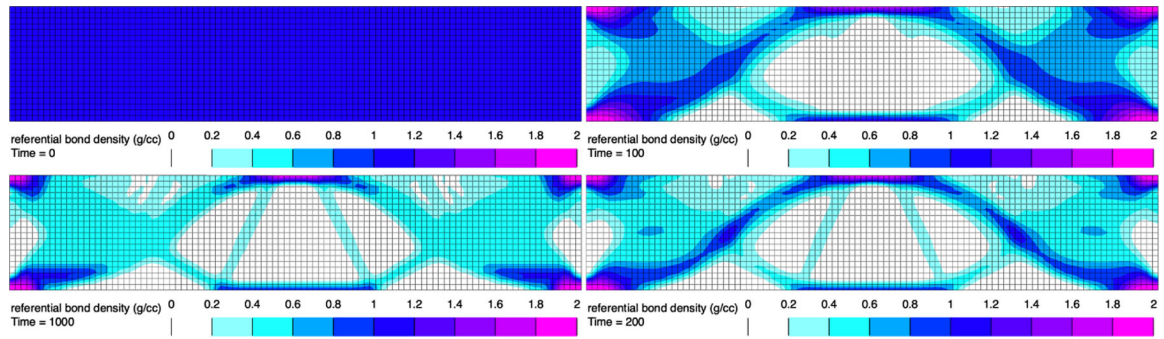 referential bond density (g/cc) 0 0.2 0.4 0.6 0.8 1 1.2 1.4 1.6 1.8 2
Time = 0
referential bond density (g/cc) 0 0.2 0.4 0.6 0.8 1 1.2 1.4 1.6 1.8 2
Time = 100
referential bond density (g/cc) 0 0.2 0.4 0.6 0.8 1 1.2 1.4 1.6 1.8 2
Time = 1000
referential bond density (g/cc) 0 0.2 0.4 0.6 0.8 1 1.2 1.4 1.6 1.8 2
Time = 200